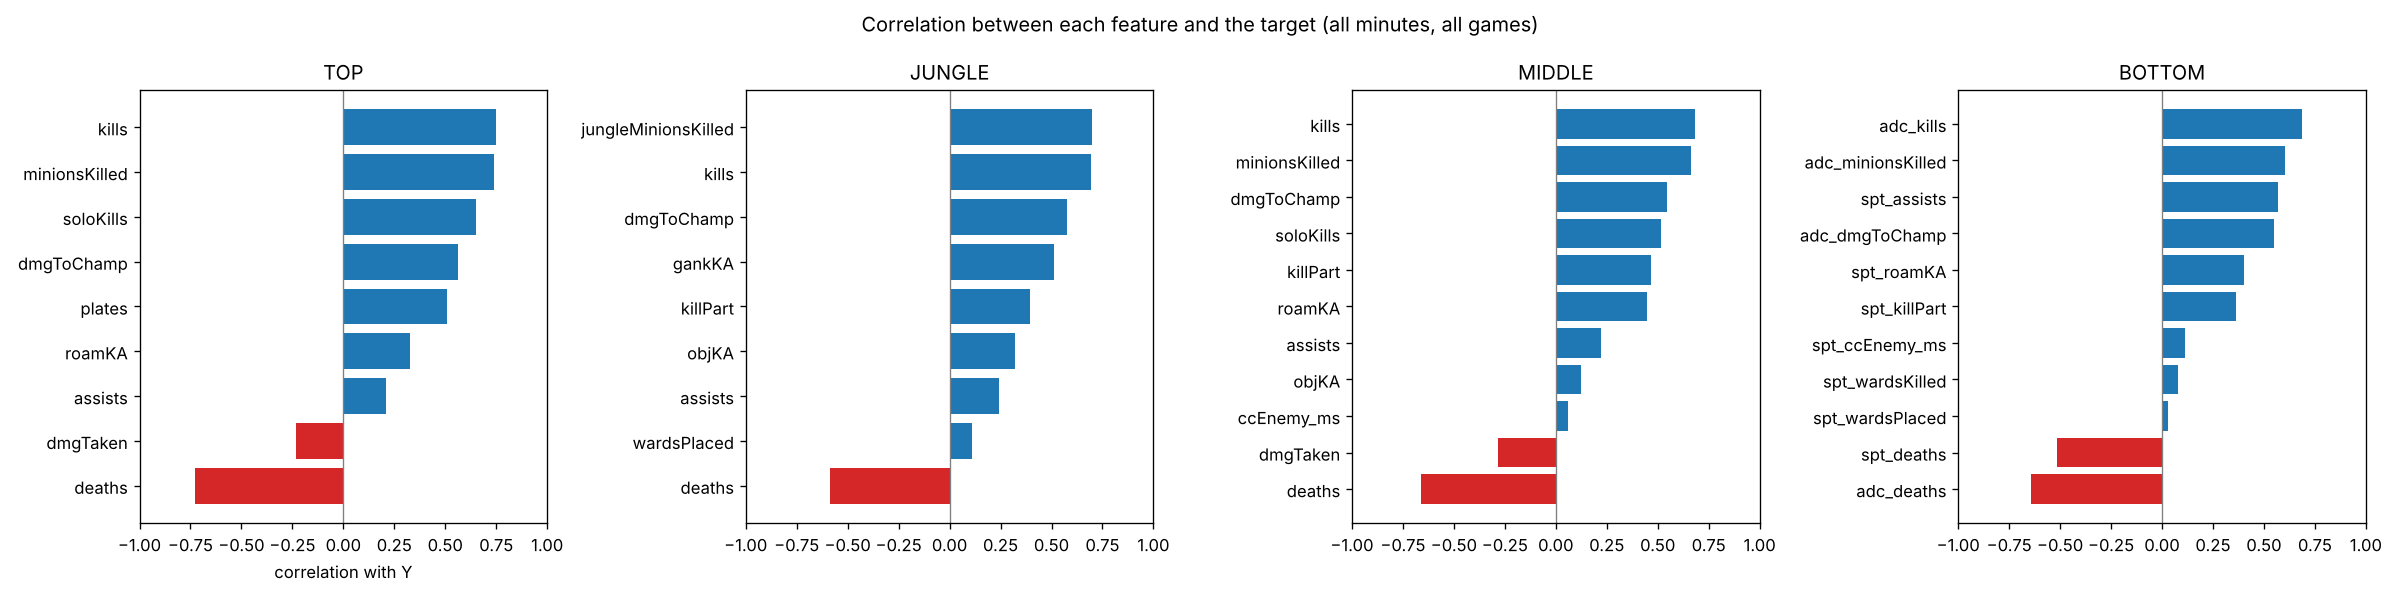 Correlation between each feature and the target (all minutes, all games)
TOP
kills
minionsKilled
soloKills
dmgToChamp
plates
roamKA
assists
dmgTaken
deaths
−1.00 −0.75 −0.50 −0.25 0.00 0.25 0.50 0.75 1.00
correlation with Y
JUNGLE
jungleMinionsKilled
kills
dmgToChamp
gankKA
killPart
objKA
assists
wardsPlaced
deaths
−1.00 −0.75 −0.50 −0.25 0.00 0.25 0.50 0.75 1.00
MIDDLE
kills
minionsKilled
dmgToChamp
soloKills
killPart
roamKA
assists
objKA
ccEnemy_ms
dmgTaken
deaths
−1.00 −0.75 −0.50 −0.25 0.00 0.25 0.50 0.75 1.00
BOTTOM
adc_kills
adc_minionsKilled
spt_assists
adc_dmgToChamp
spt_roamKA
spt_killPart
spt_ccEnemy_ms
spt_wardsKilled
spt_wardsPlaced
spt_deaths
adc_deaths
−1.00 −0.75 −0.50 −0.25 0.00 0.25 0.50 0.75 1.00